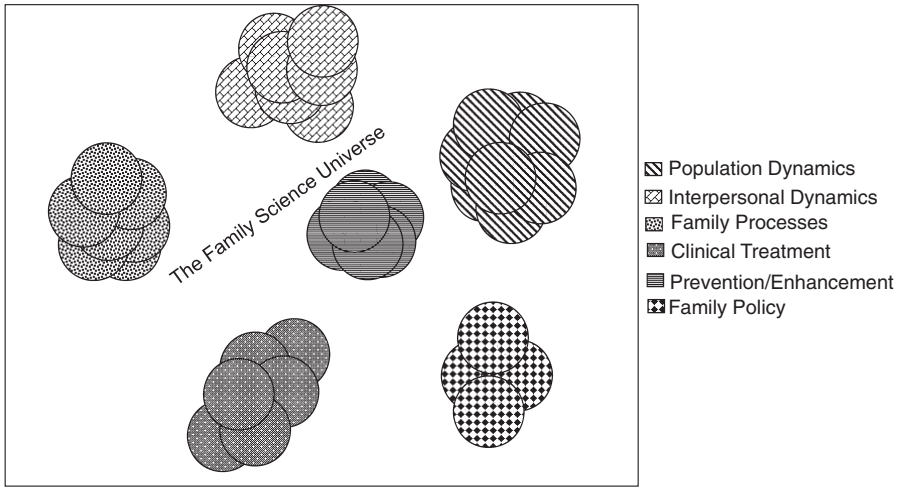 The Family Science Universe
Population Dynamics
Interpersonal Dynamics
Family Processes
Clinical Treatment
Prevention/Enhancement
Family Policy